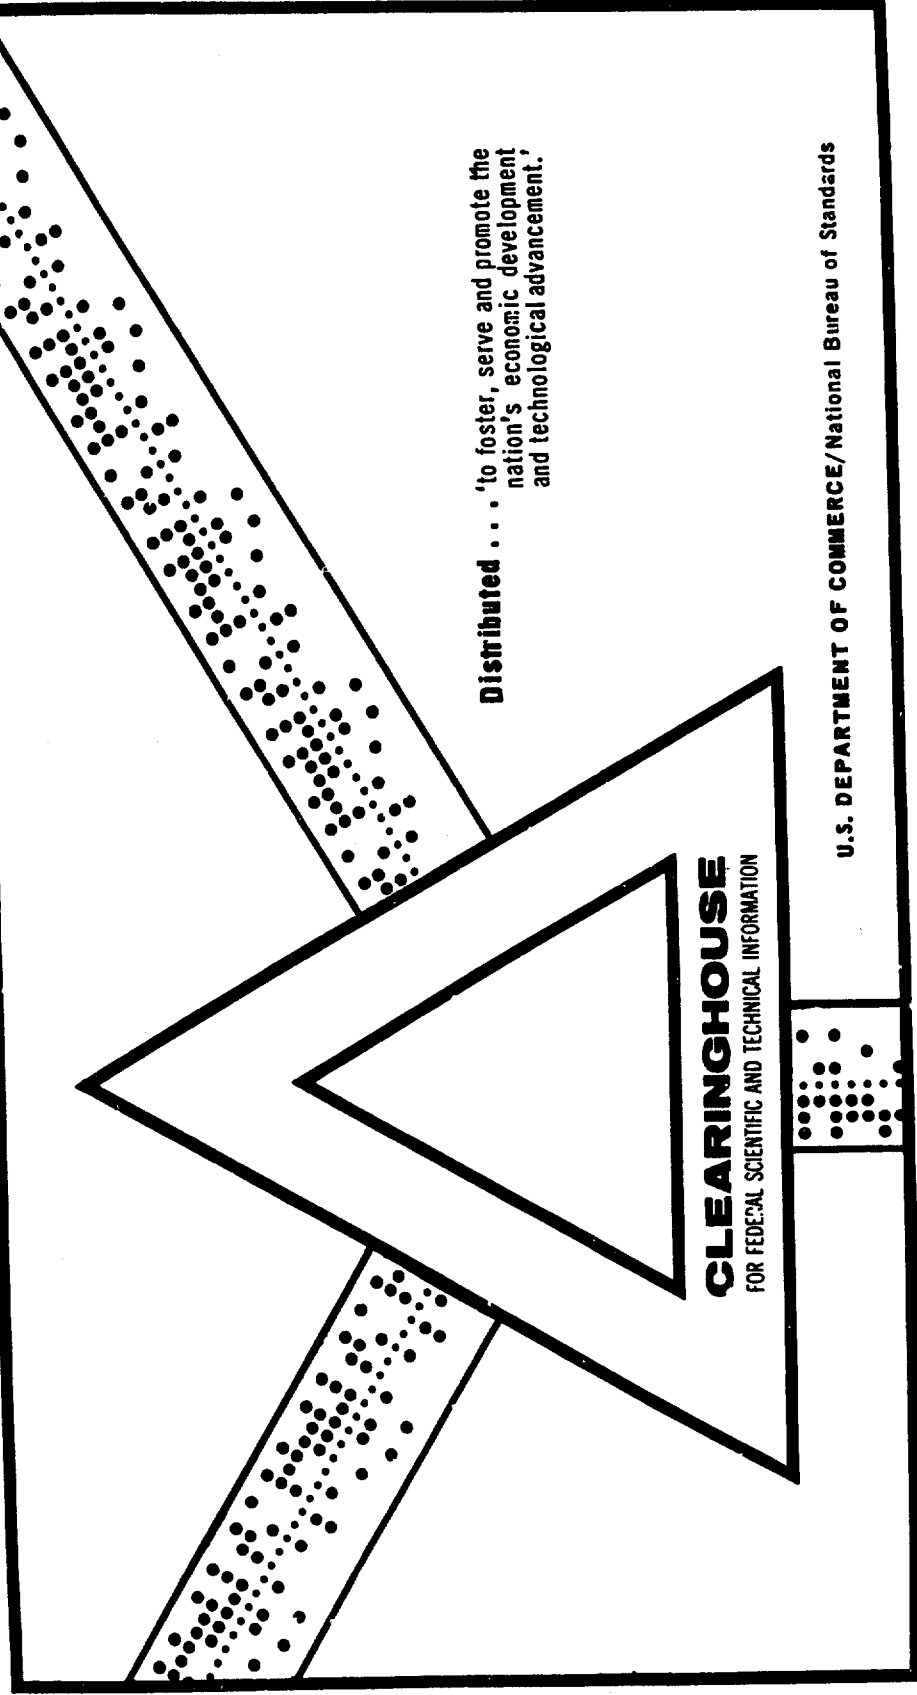 Distributed . . . 'to foster, serve and promote the
nation's economic development
and technological advancement.'
CLEARINGHOUSE
FOR FEDERAL SCIENTIFIC AND TECHNICAL INFORMATION
U.S. DEPARTMENT OF COMMERCE/National Bureau of Standards